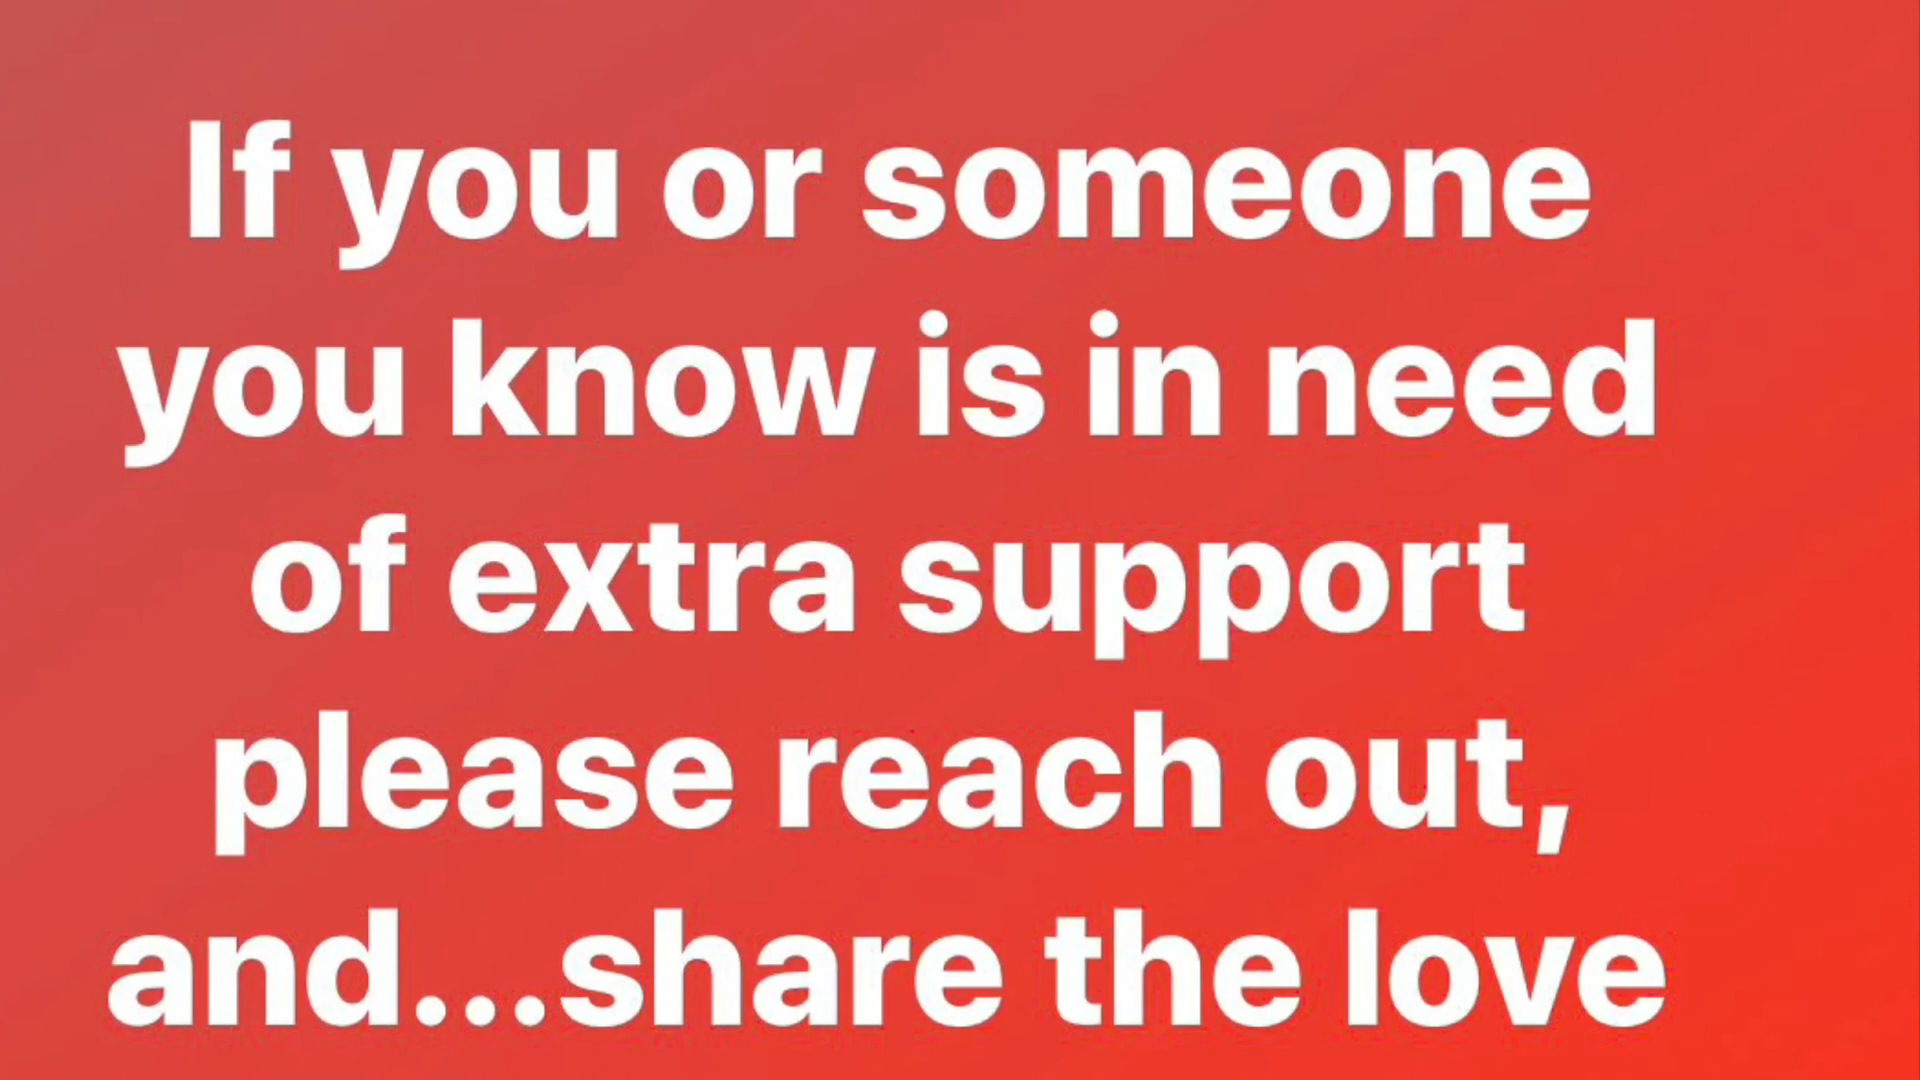 If you or someone
you know is in need
of extra support
please reach out,
and...share the love